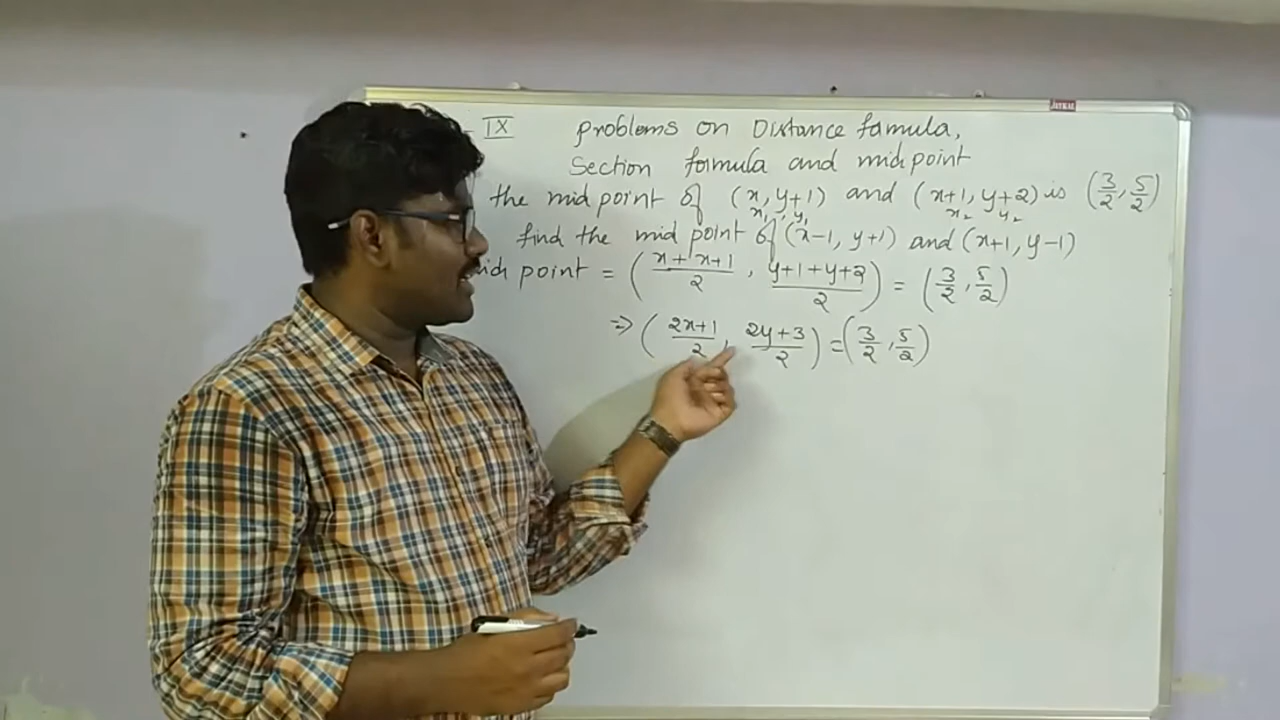 IX problems on Distance famula,
Section formula and midpoint
the mid point of (x, y+1) and (x+1, y+2) is (3/2, 5/2)
x₁, y₁ x₂ y₂
find the mid point of (x-1, y+1) and (x+1, y-1)
point = (x+x+1/2, y+1+y+2/2) = (3/2, 5/2)
⇒ (2x+1/2, 2y+3/2) = (3/2, 5/2)